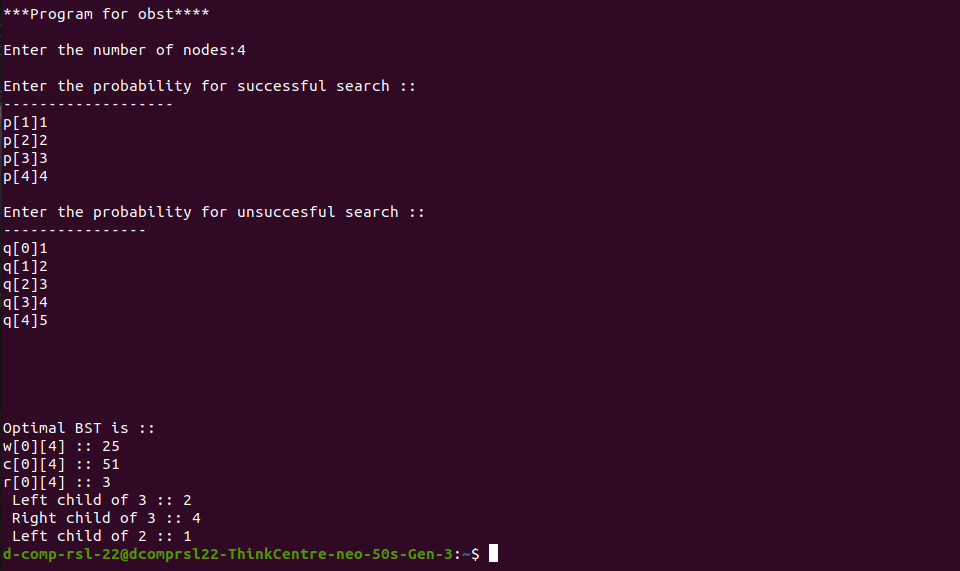 ***Program for obst****
Enter the number of nodes:4
Enter the probability for successful search ::
-------------------
p[1]1
p[2]2
p[3]3
p[4]4
Enter the probability for unsuccesful search ::
----------------
q[0]1
q[1]2
q[2]3
q[3]4
q[4]5
Optimal BST is ::
w[0][4] :: 25
c[0][4] :: 51
r[0][4] :: 3
Left child of 3 :: 2
Right child of 3 :: 4
Left child of 2 :: 1
d-comp-rsl-22@dcomprsl22-ThinkCentre-neo-50s-Gen-3:~$